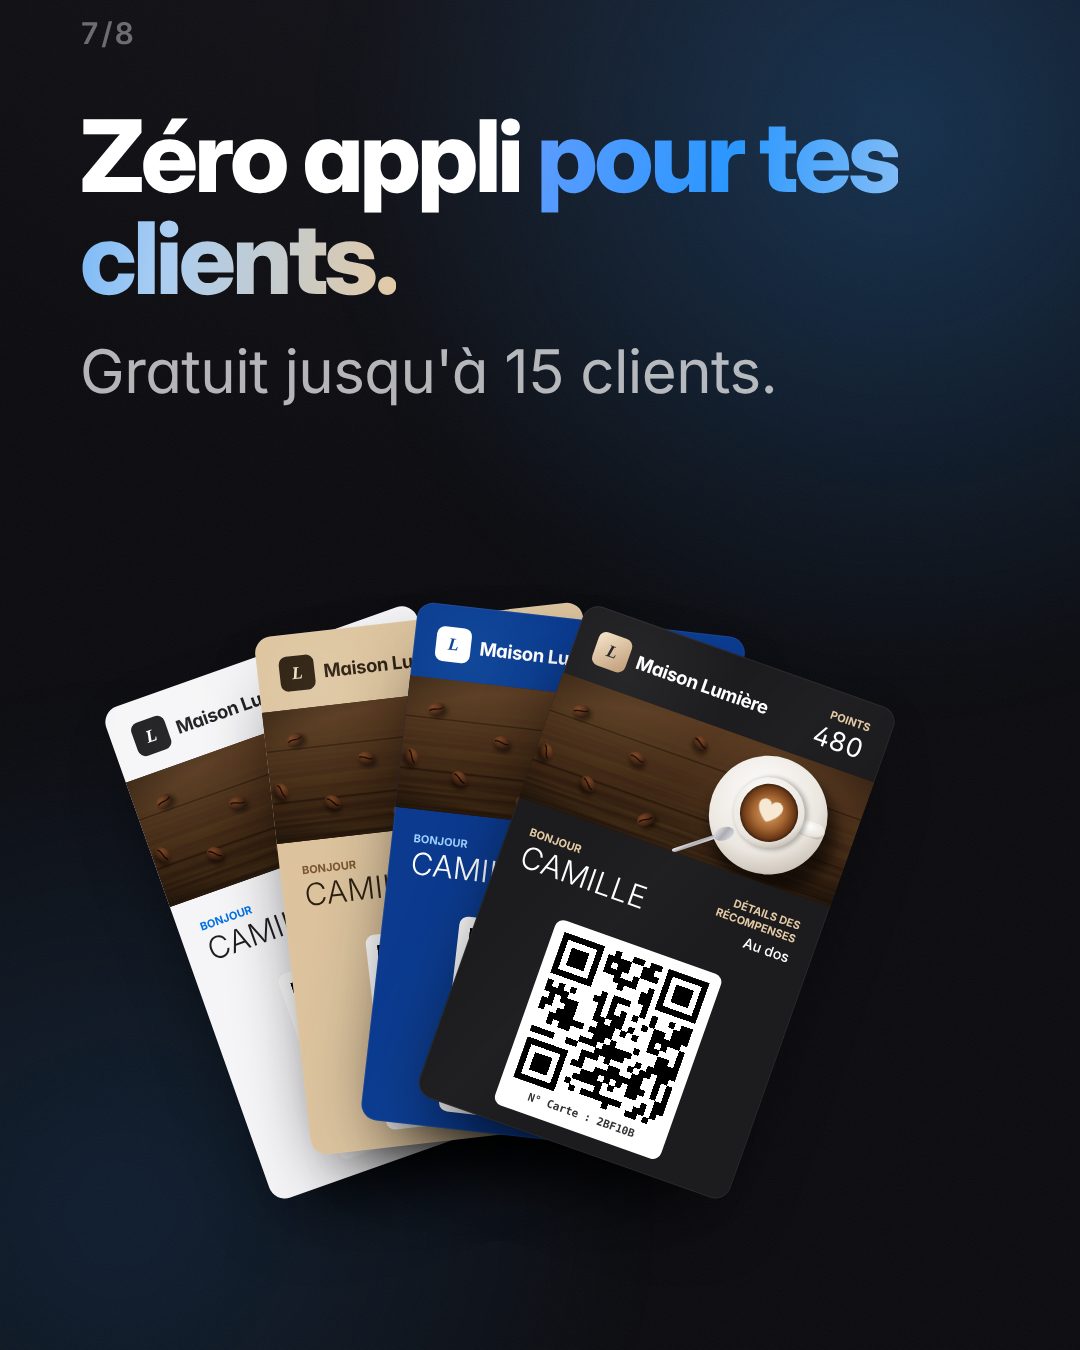 7/8
Zéro appli pour tes
clients.
Gratuit jusqu'à 15 clients.
L Maison Lu
BONJOUR
CAMI
L Maison Lu
BONJOUR
CAMI
L Maison Lu
BONJOUR
CAMI
L Maison Lumière
POINTS
480
BONJOUR
CAMILLE
DÉTAILS DES
RÉCOMPENSES
Au dos
N° Carte : 2BF10B